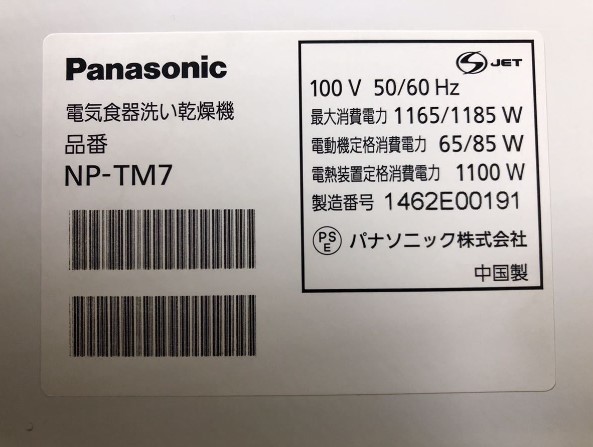 Panasonic
電気食器洗い乾燥機
品番
NP-TM7
JET
100 V 50/60 Hz
最大消費電力 1165/1185 W
電動機定格消費電力 65/85 W
電熱装置定格消費電力 1100 W
製造番号 1462E00191
PSE パナソニック株式会社
中国製